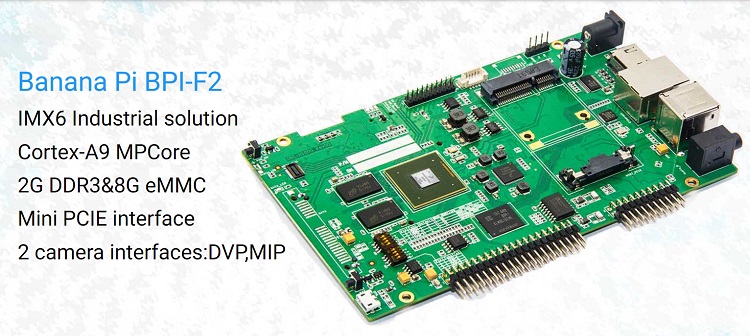 Banana Pi BPI-F2
IMX6 Industrial solution
Cortex-A9 MPCore
2G DDR3&8G eMMC
Mini PCIE interface
2 camera interfaces:DVP,MIP